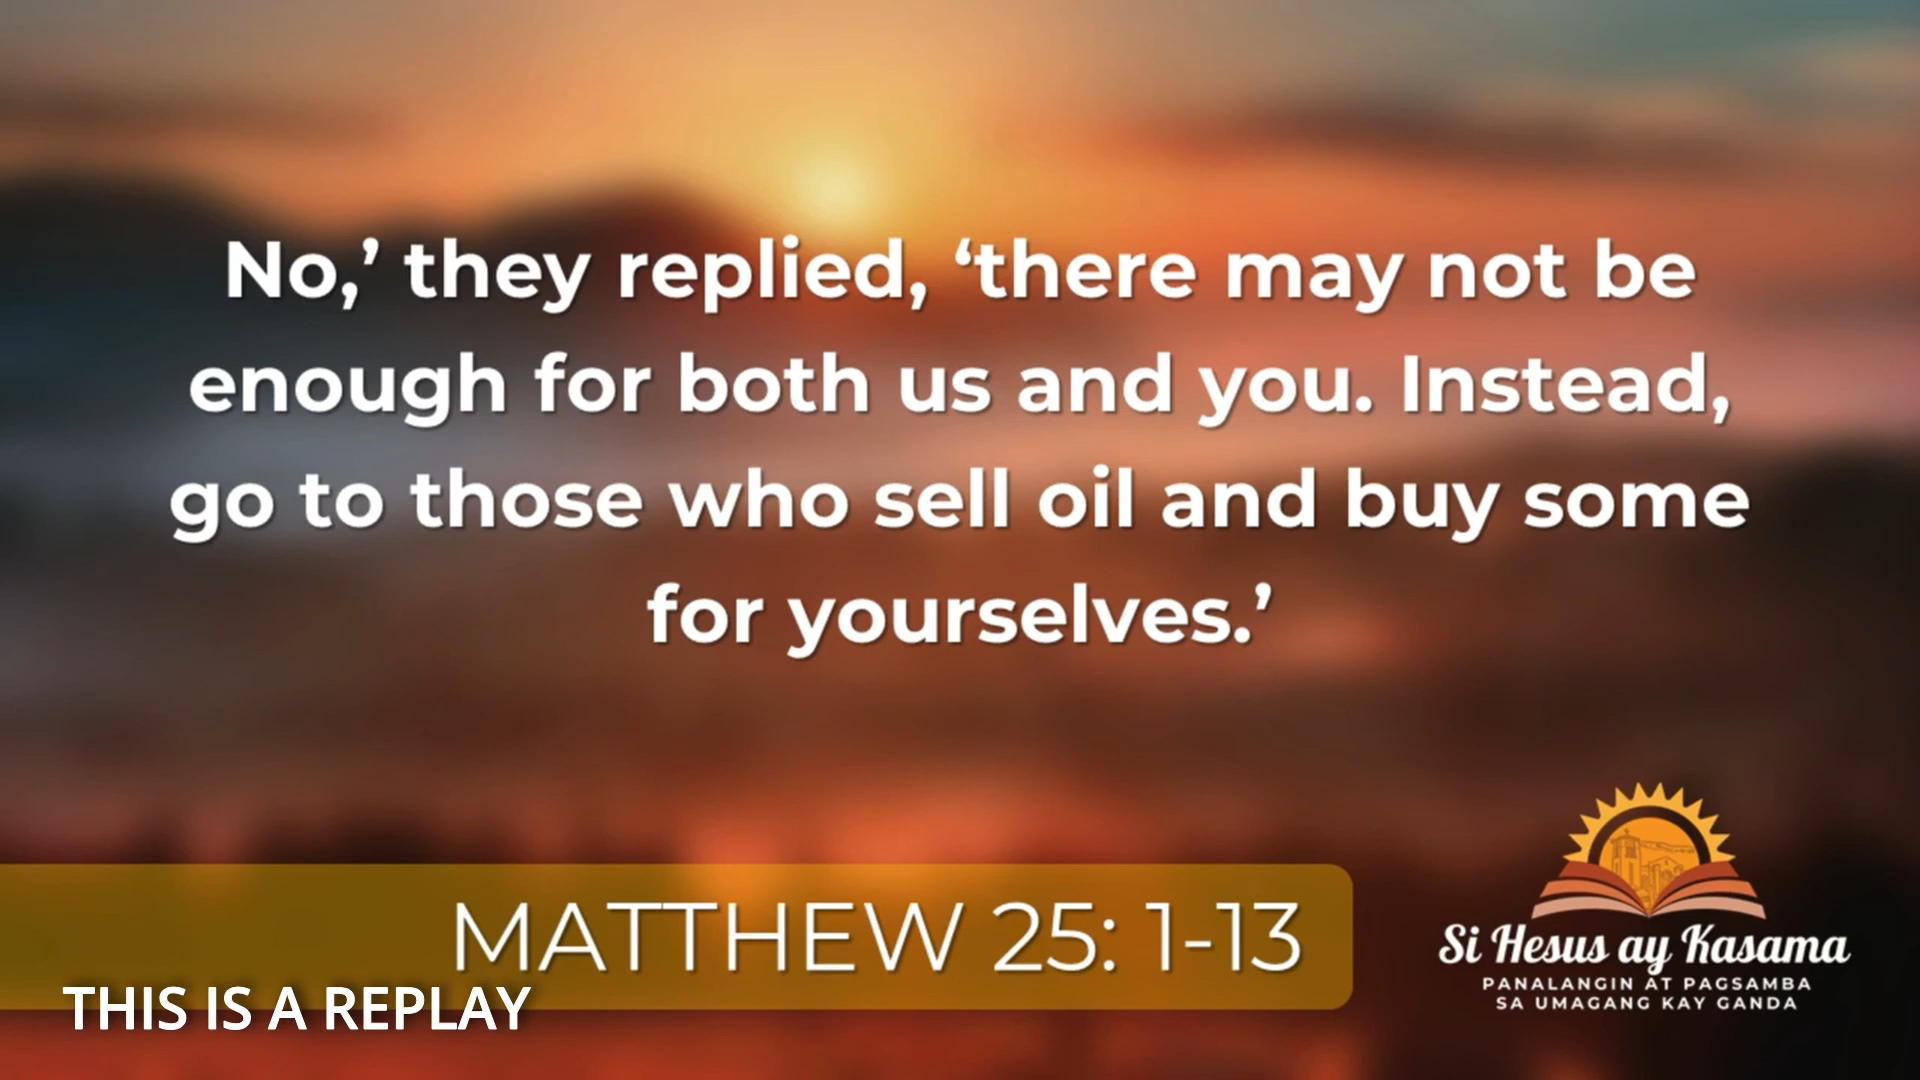 No,’ they replied, ‘there may not be
enough for both us and you. Instead,
go to those who sell oil and buy some
for yourselves.’
MATTHEW 25: 1-13
THIS IS A REPLAY
Si Hesus ay Kasama
PANALANGIN AT PAGSAMBA
SA UMAGANG KAY GANDA